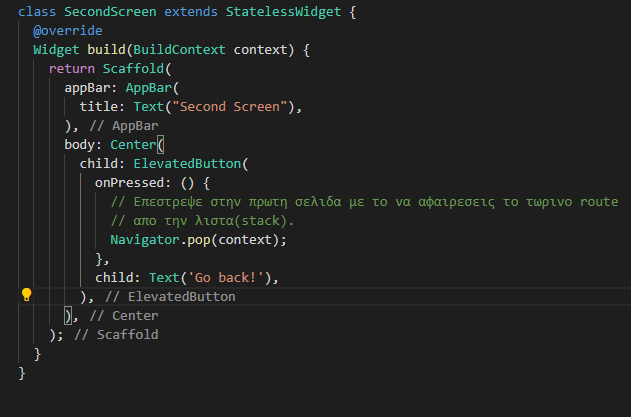 class SecondScreen extends StatelessWidget {
@override
Widget build(BuildContext context) {
return Scaffold(
appBar: AppBar(
title: Text("Second Screen"),
), // AppBar
body: Center(
child: ElevatedButton(
onPressed: () {
// Επεστρεψε στην πρωτη σελιδα με το να αφαιρεσεις το τωρινο route
// απο την λιστα(stack).
Navigator.pop(context);
},
child: Text('Go back!'),
), // ElevatedButton
), // Center
); // Scaffold
}
}